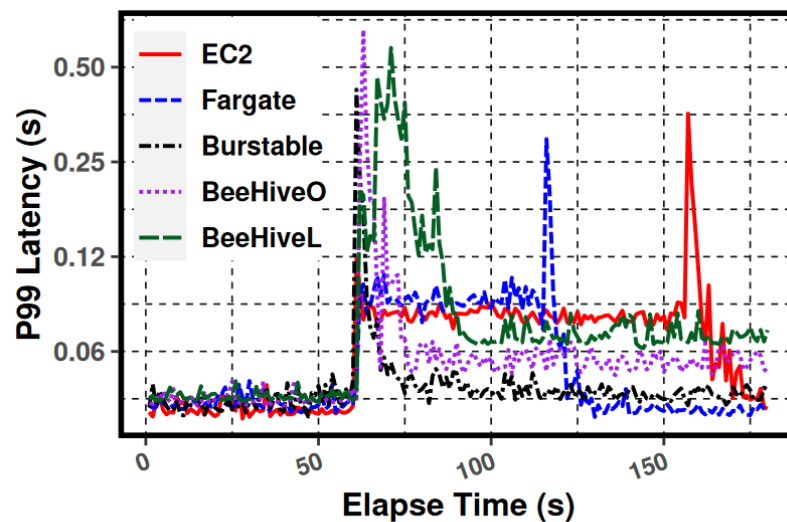 P99 Latency (s)
0.50
0.25
0.12
0.06
EC2
Fargate
Burstable
BeeHiveO
BeeHiveL
0
50
100
150
Elapse Time (s)